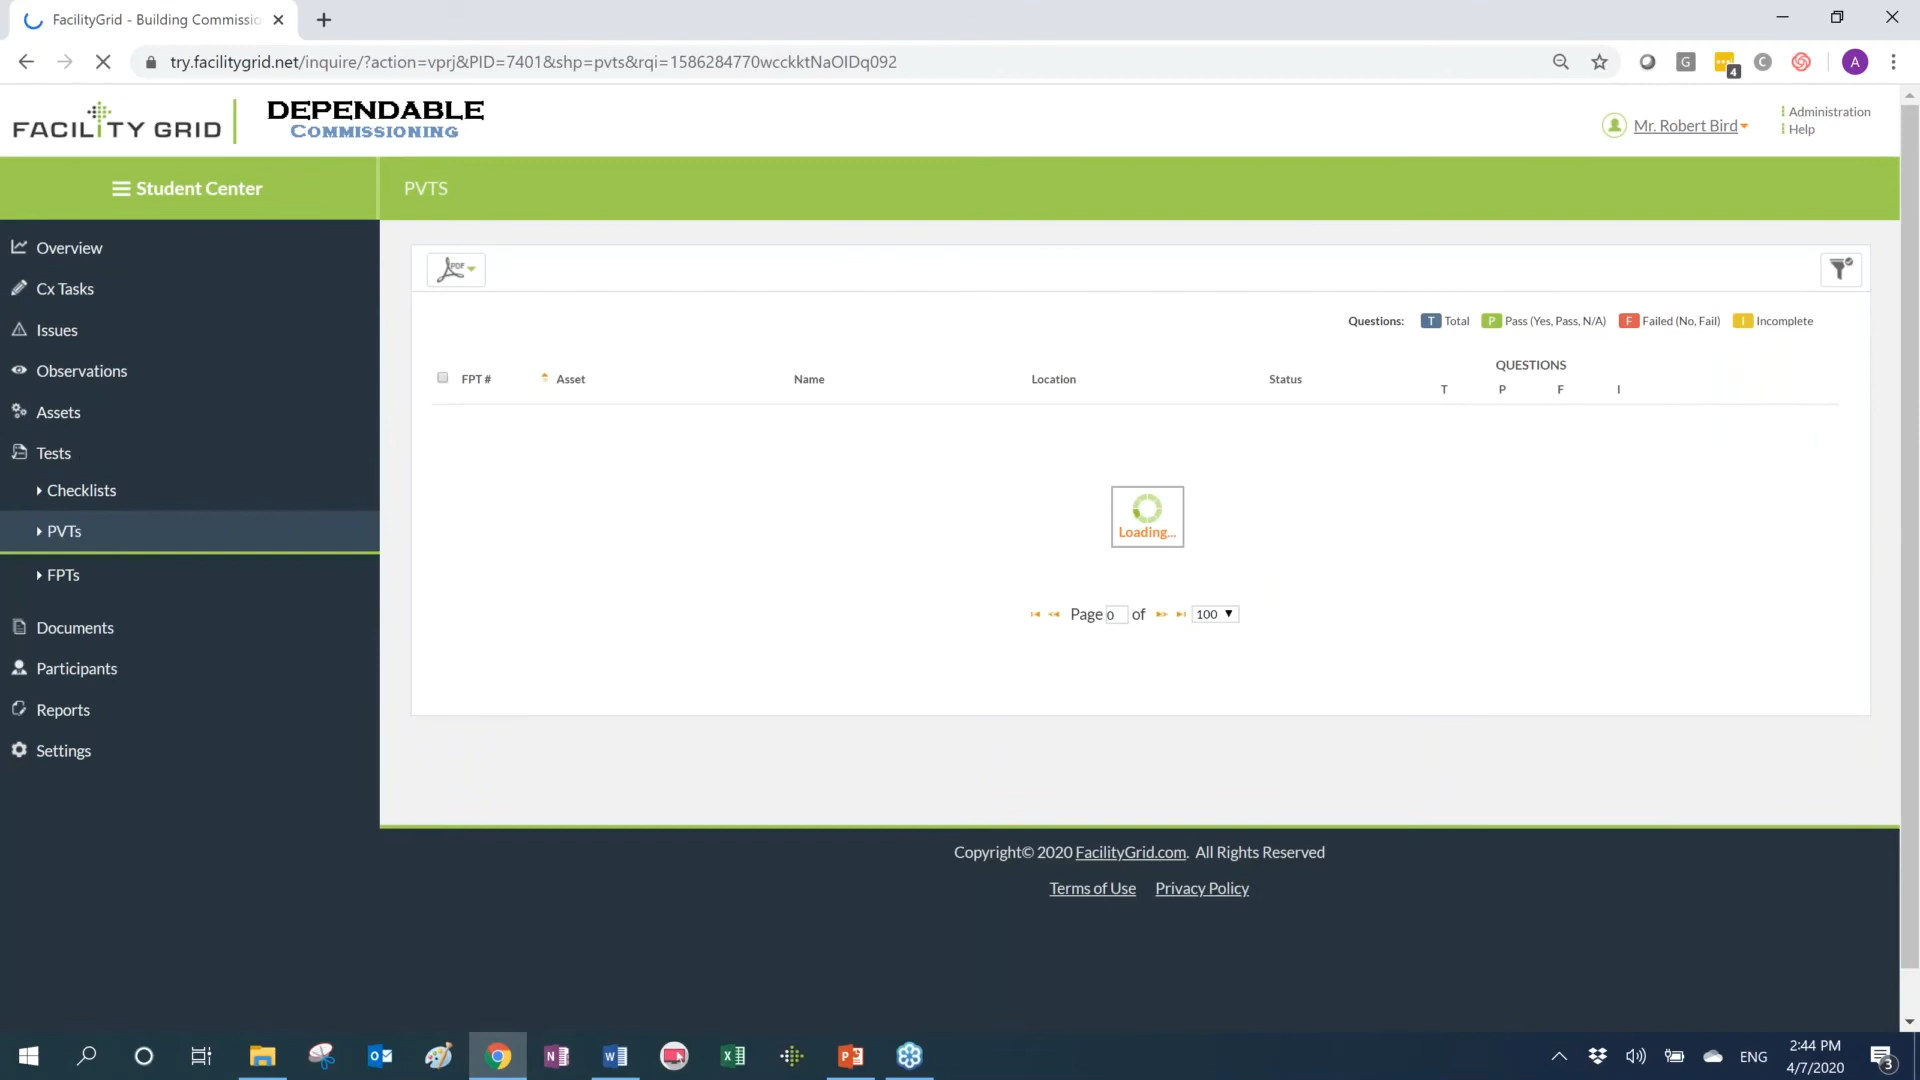 FacilityGrid - Building Commissio
try.facilitygrid.net/inquire/?action=vprj&PID=7401&shp=pvts&rqi=1586284770wcckktNaOIDq092
G
4
C
A
FACILITY GRID
DEPENDABLE
COMMISSIONING
Mr. Robert Bird
Administration
Help
Student Center
PVTS
Overview
Cx Tasks
Issues
Observations
Assets
Tests
Checklists
PVTs
FPTs
Documents
Participants
Reports
Settings
PDF
Questions: T Total P Pass (Yes, Pass, N/A) F Failed (No, Fail) I Incomplete
QUESTIONS
FPT # Asset Name Location Status T P F I
Loading...
Page 0 of 100
Copyright© 2020 FacilityGrid.com. All Rights Reserved
Terms of Use Privacy Policy
ENG
2:44 PM
4/7/2020
3